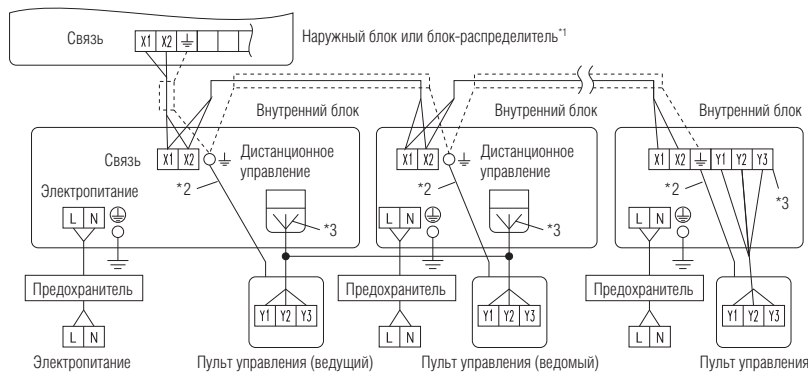 Связь X1 X2 Наружный блок или блок-распределитель*1
Внутренний блок Внутренний блок Внутренний блок
Связь X1 X2 Дистанционное управления X1 X2 Дистанционное управления X1 X2 Y1 Y2 Y3
*2 *2 *2 *3
Электропитание
L N *3 L N *3 L N
Предохранитель Предохранитель Предохранитель
Y1 Y2 Y3 Y1 Y2 Y3 Y1 Y2 Y3
L N L N L N
Электропитание Пульт управления (ведущий) Пульт управления (ведомый) Пульт управления